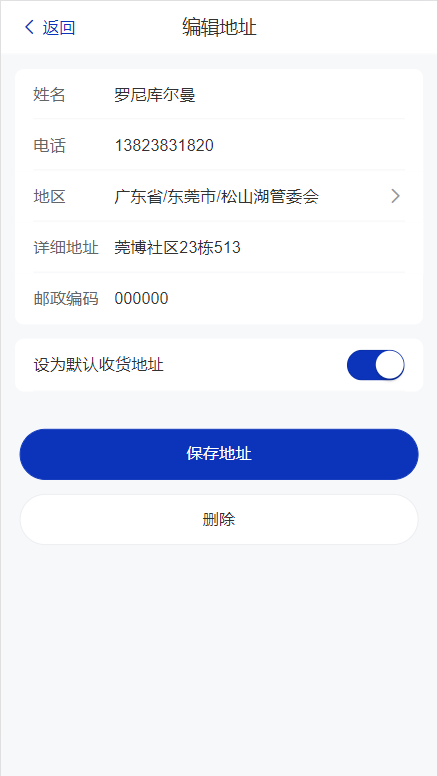 返回 编辑地址
姓名 罗尼库尔曼
电话 13823831820
地区 广东省/东莞市/松山湖管委会
详细地址 莞博社区23栋513
邮政编码 000000
设为默认收货地址
保存地址
删除